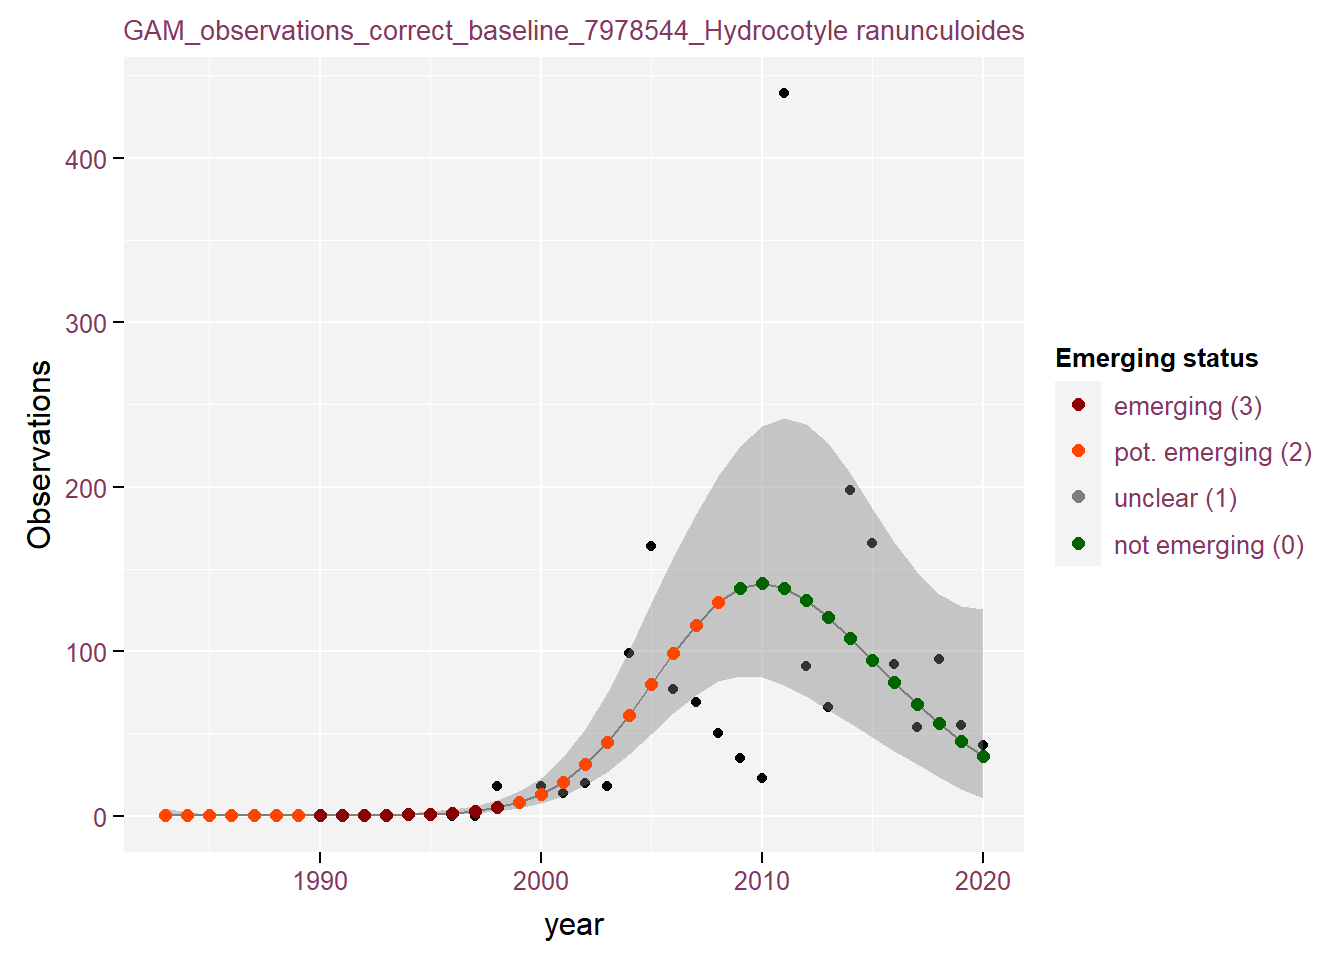 GAM_observations_correct_baseline_7978544_Hydrocotyle ranunculoides
400
300
200
100
0
Observations
1990
2000
2010
2020
year
Emerging status
emerging (3)
pot. emerging (2)
unclear (1)
not emerging (0)